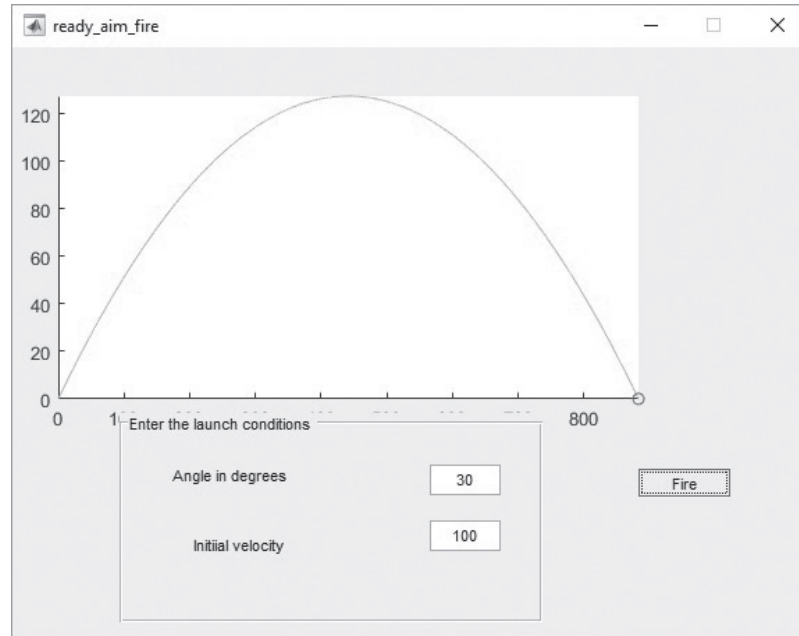 ready_aim_fire
120
100
80
60
40
20
0
0 800
Enter the launch conditions
Angle in degrees 30
Fire
Initiial velocity 100